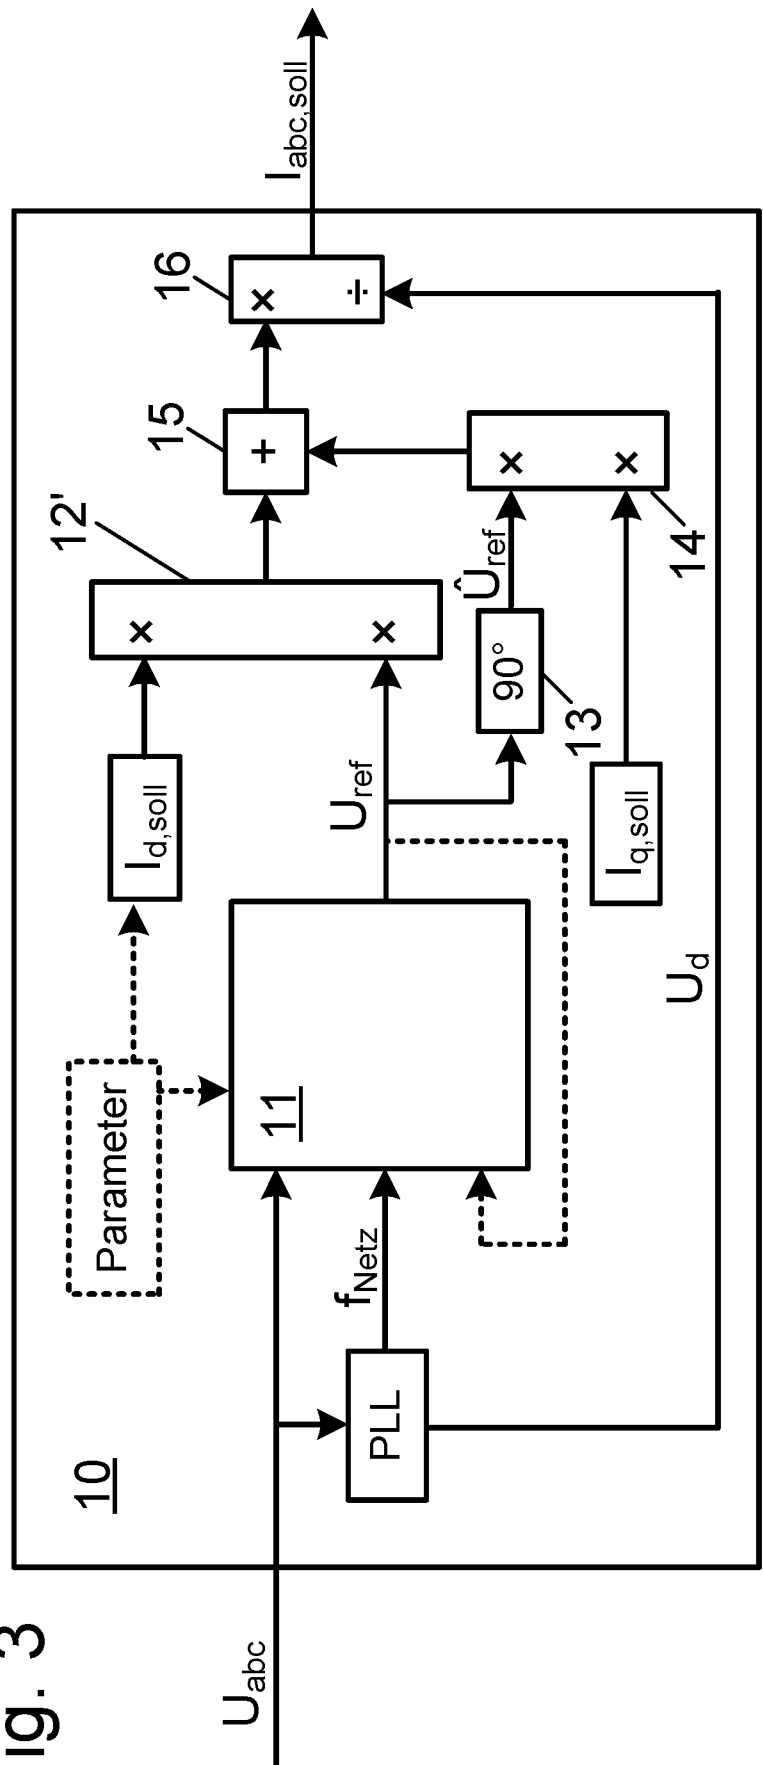 ig. 3
10
U_abc
PLL
f_Netz
Parameter
11
I_d,soll
U_ref
12'
×
×
90°
13
Û_ref
I_q,soll
×
×
14
15
+
16
×
÷
U_d
I_abc,soll